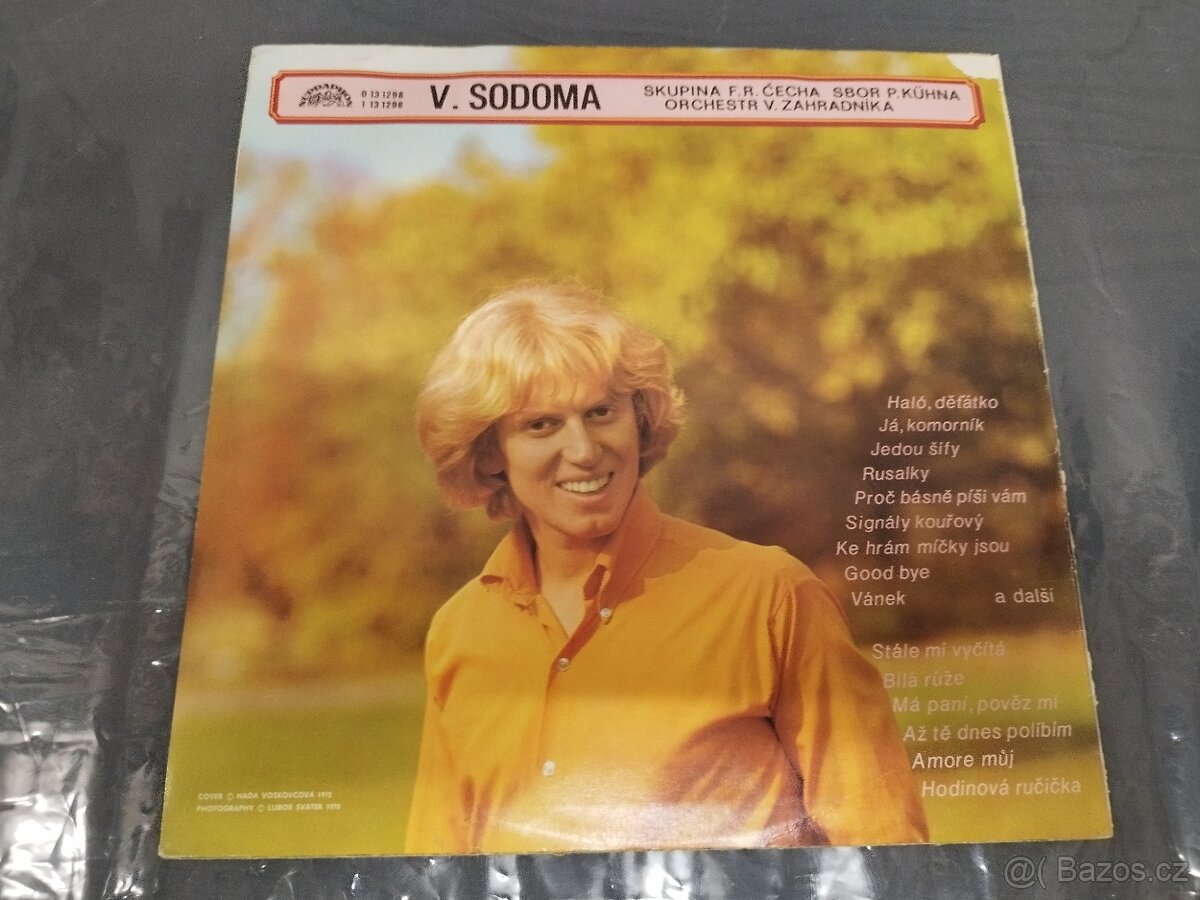 SUPRAPHON
0 13 1298
1 13 1298
V. SODOMA
SKUPINA F. R. ČECHA SBOR P. KÜHNA
ORCHESTR V. ZAHRADNÍKA
Haló, děťátko
Já, komorník
Jedou šífy
Rusalky
Proč básně píši vám
Signály kouřový
Ke hrám míčky jsou
Good bye
Vánek a další
Stále mi vyčítá
Bílá růže
Má paní, pověz mi
Až tě dnes políbím
Amore můj
Hodinová ručička
COVER © NAĎA VOSKOVCOVÁ 1972
PHOTOGRAPHY © LUBOŠ SVÁTEK 1972
@( Bazos.cz